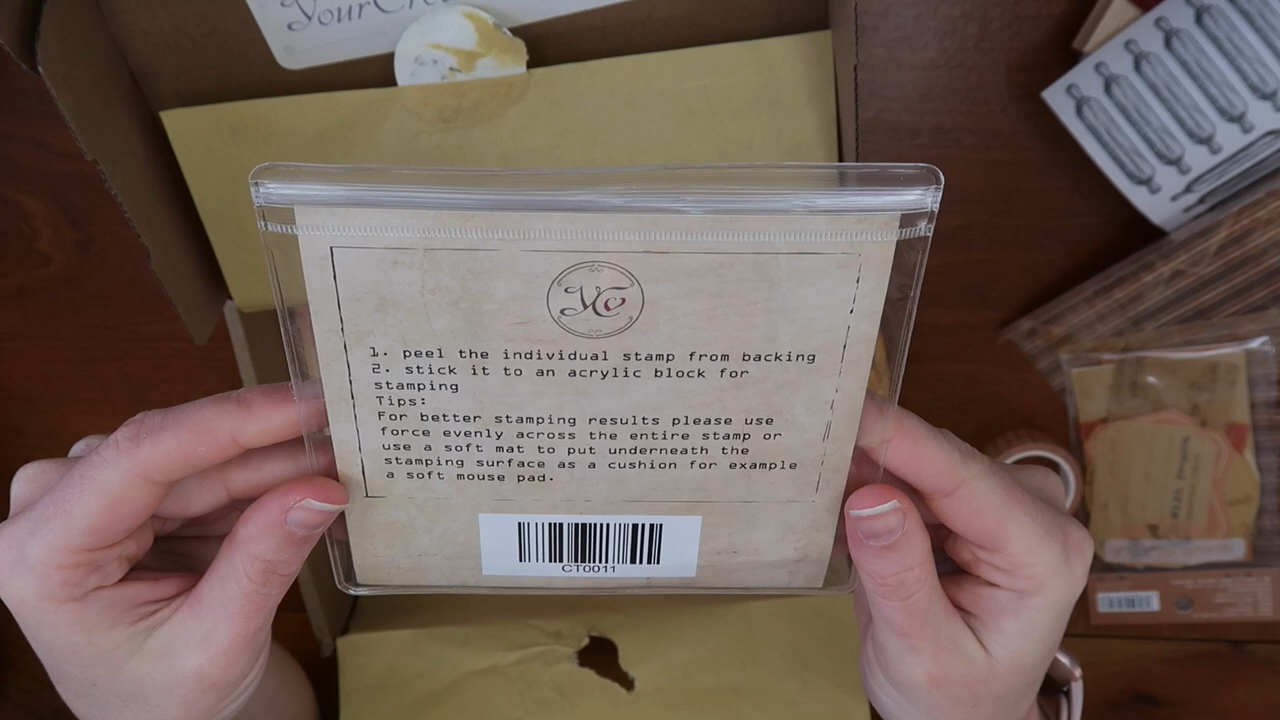 YourCre
YC
1. peel the individual stamp from backing
2. stick it to an acrylic block for
stamping
Tips:
For better stamping results please use
force evenly across the entire stamp or
use a soft mat to put underneath the
stamping surface as a cushion for example
a soft mouse pad.
CT0011